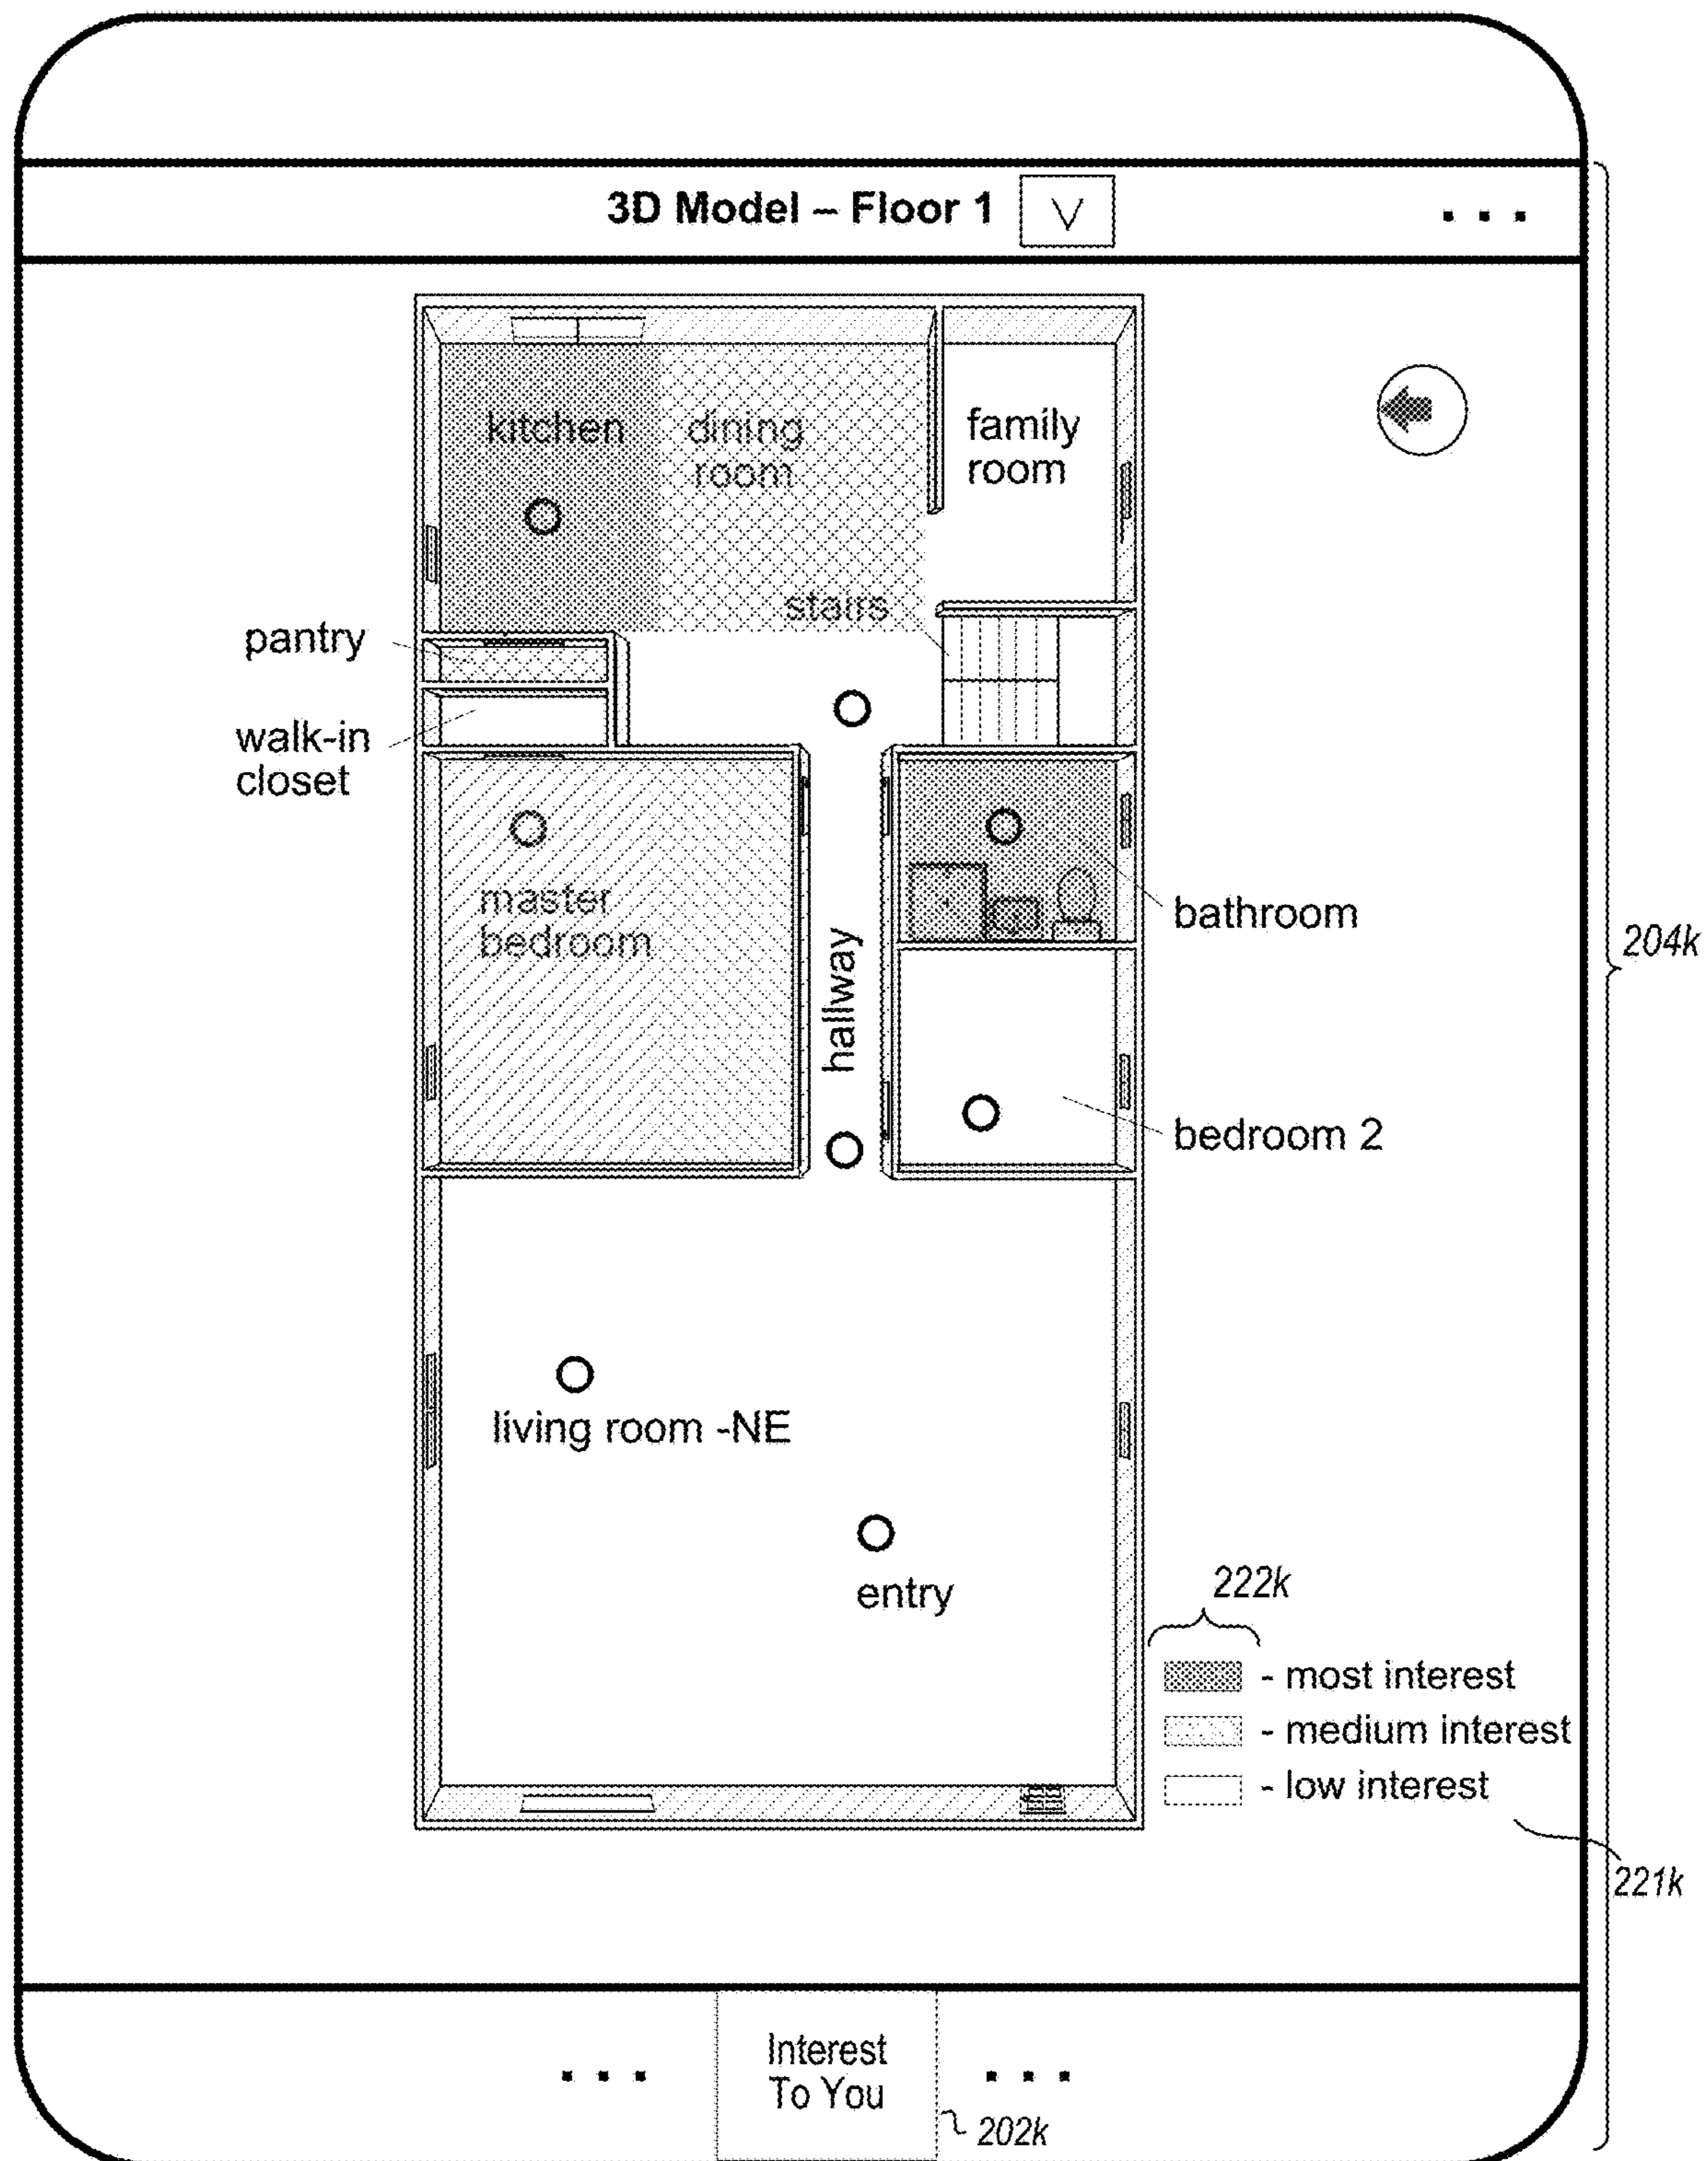 3D Model – Floor 1
V
. . .
kitchen
dining
room
family
room
stairs
pantry
walk-in
closet
master
bedroom
hallway
bathroom
204k
bedroom 2
living room -NE
entry
222k
- most interest
- medium interest
- low interest
221k
. . .
Interest
To You
. . .
202k